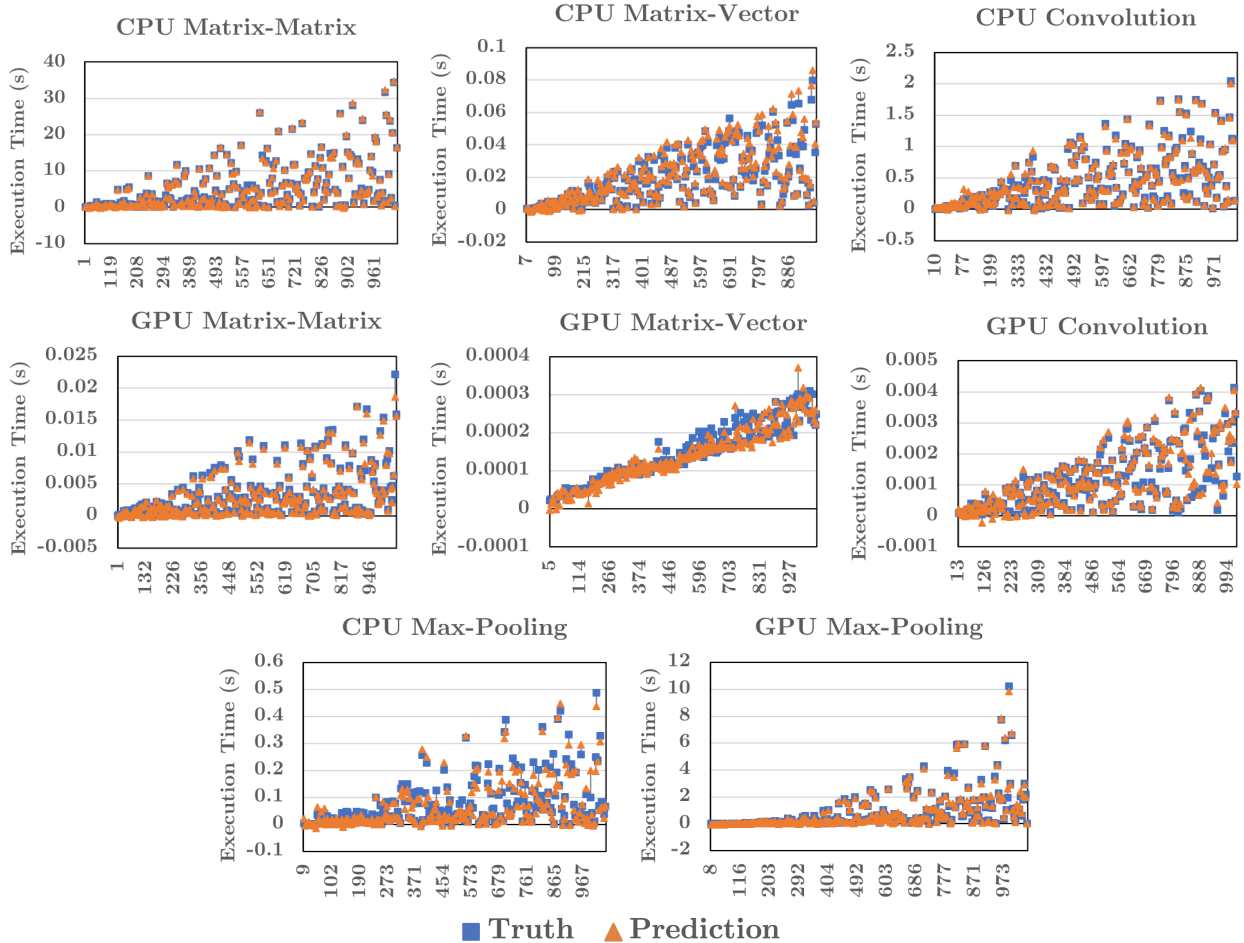 CPU Matrix-Matrix
Execution Time (s)
40
30
20
10
0
-10
1 119 208 294 389 493 557 651 721 826 902 961
CPU Matrix-Vector
Execution Time (s)
0.1
0.08
0.06
0.04
0.02
0
-0.02
7 99 215 317 401 487 597 691 797 886
CPU Convolution
Execution Time (s)
2.5
2
1.5
1
0.5
0
-0.5
10 77 199 333 432 492 597 662 779 875 971
GPU Matrix-Matrix
Execution Time (s)
0.025
0.02
0.015
0.01
0.005
0
-0.005
1 132 226 356 448 552 619 705 817 946
GPU Matrix-Vector
Execution Time (s)
0.0004
0.0003
0.0002
0.0001
0
-0.0001
5 114 266 374 446 596 703 831 927
GPU Convolution
Execution Time (s)
0.005
0.004
0.003
0.002
0.001
0
-0.001
13 126 223 309 384 486 564 669 796 888 994
CPU Max-Pooling
Execution Time (s)
0.6
0.5
0.4
0.3
0.2
0.1
0
-0.1
9 102 190 273 371 454 573 679 761 865 967
GPU Max-Pooling
Execution Time (s)
12
10
8
6
4
2
0
-2
8 116 203 292 404 492 603 686 777 871 973
Truth Prediction